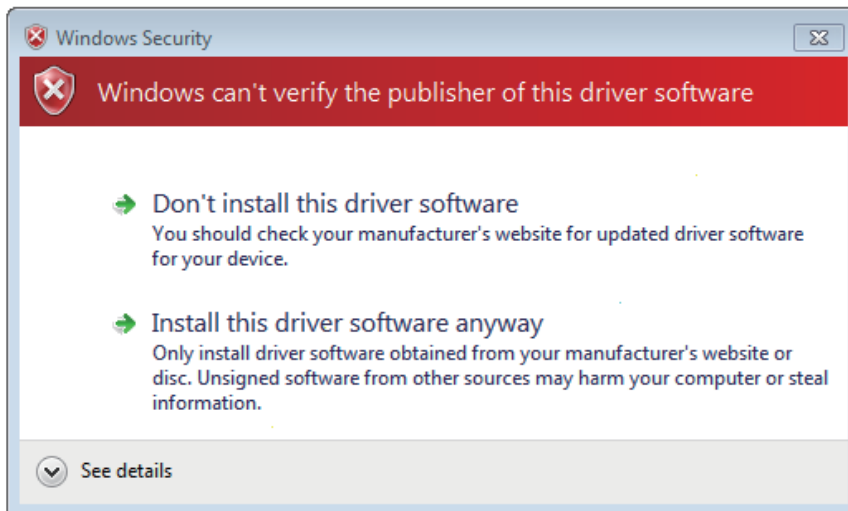 Windows Security
Windows can't verify the publisher of this driver software
Don't install this driver software
You should check your manufacturer's website for updated driver software
for your device.
Install this driver software anyway
Only install driver software obtained from your manufacturer's website or
disc. Unsigned software from other sources may harm your computer or steal
information.
See details